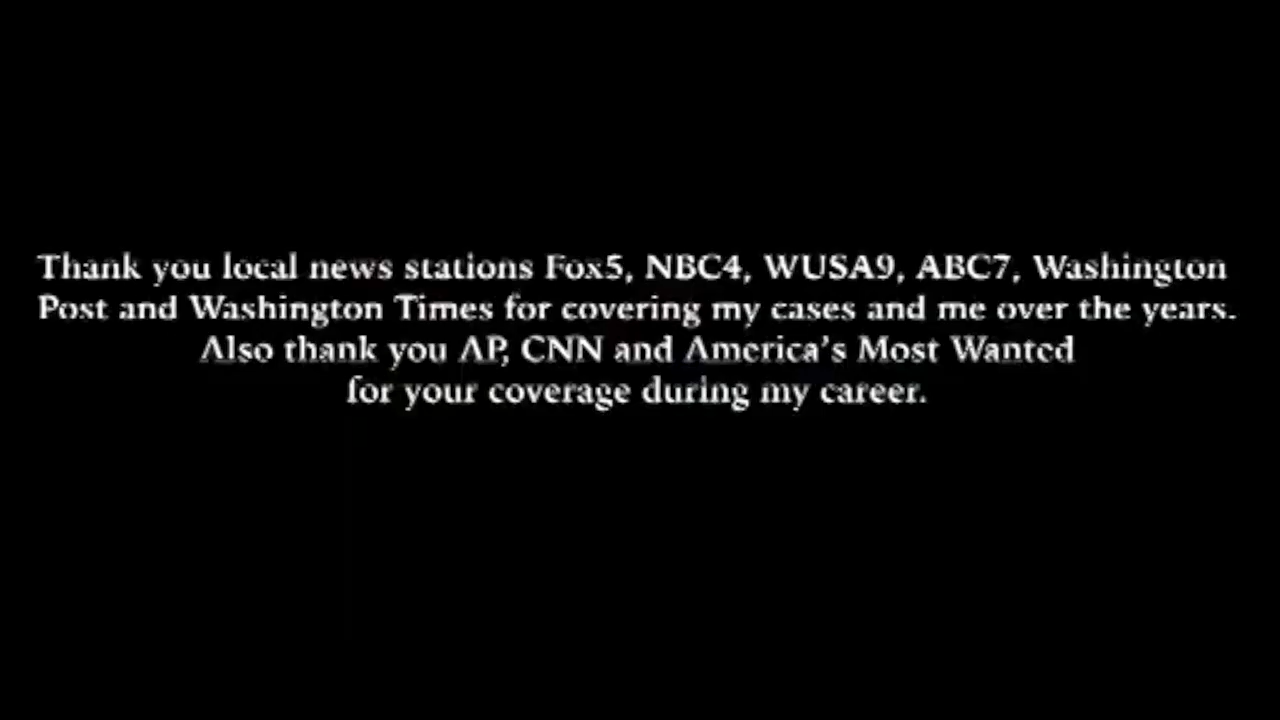 Thank you local news stations Fox5, NBC4, WUSA9, ABC7, Washington
Post and Washington Times for covering my cases and me over the years.
Also thank you AP, CNN and America's Most Wanted
for your coverage during my career.